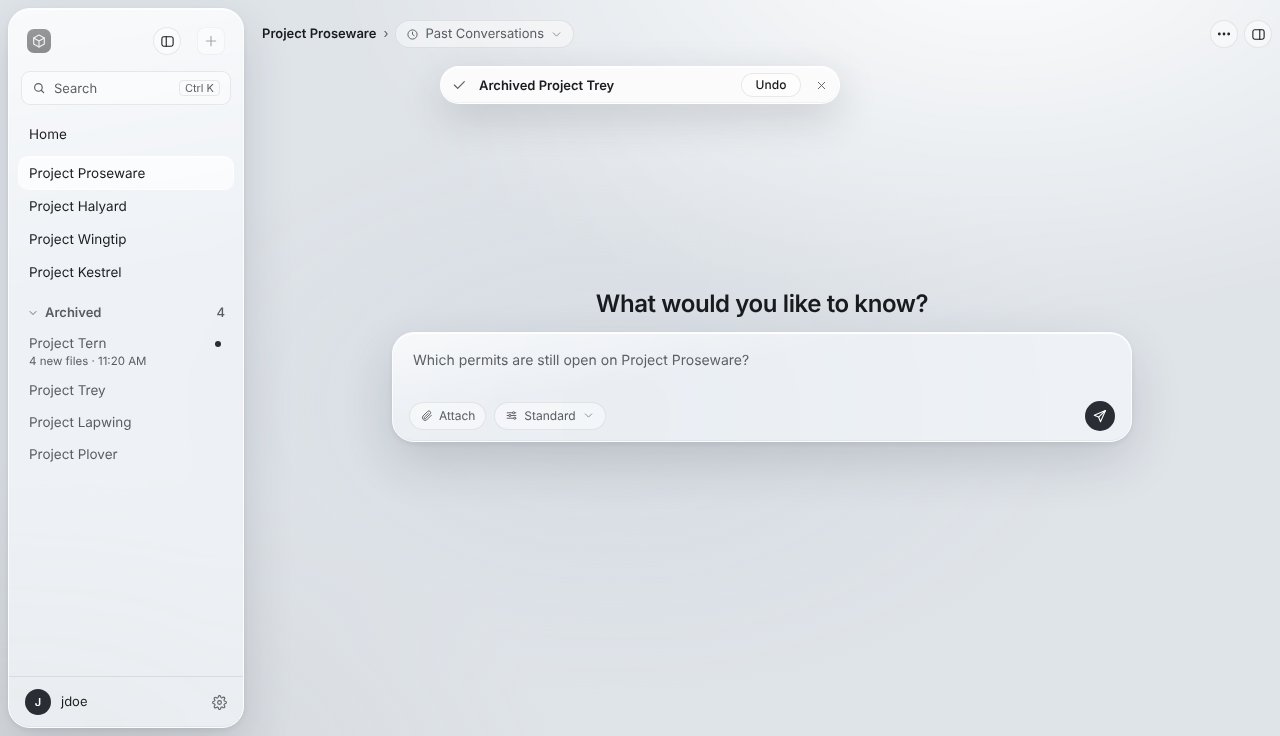 Search
Ctrl K
Home
Project Proseware
Project Halyard
Project Wingtip
Project Kestrel
Archived
4
Project Tern
4 new files · 11:20 AM
Project Trey
Project Lapwing
Project Plover
J
jdoe
Project Proseware › Past Conversations
Archived Project Trey
Undo
What would you like to know?
Which permits are still open on Project Proseware?
Attach
Standard